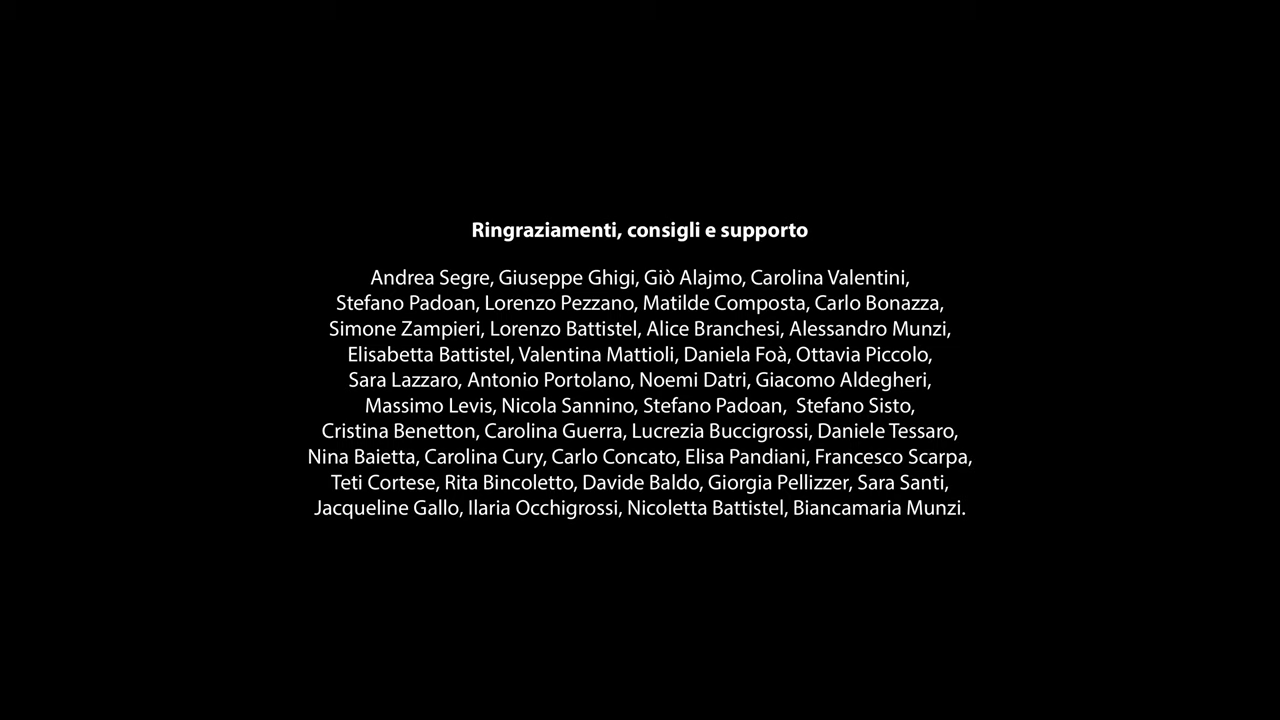 Ringraziamenti, consigli e supporto
Andrea Segre, Giuseppe Ghigi, Giò Alajmo, Carolina Valentini,
Stefano Padoan, Lorenzo Pezzano, Matilde Composta, Carlo Bonazza,
Simone Zampieri, Lorenzo Battistel, Alice Branchesi, Alessandro Munzi,
Elisabetta Battistel, Valentina Mattioli, Daniela Foà, Ottavia Piccolo,
Sara Lazzaro, Antonio Portolano, Noemi Datri, Giacomo Aldegheri,
Massimo Levis, Nicola Sannino, Stefano Padoan,  Stefano Sisto,
Cristina Benetton, Carolina Guerra, Lucrezia Buccigrossi, Daniele Tessaro,
Nina Baietta, Carolina Cury, Carlo Concato, Elisa Pandiani, Francesco Scarpa,
Teti Cortese, Rita Bincoletto, Davide Baldo, Giorgia Pellizzer, Sara Santi,
Jacqueline Gallo, Ilaria Occhigrossi, Nicoletta Battistel, Biancamaria Munzi.